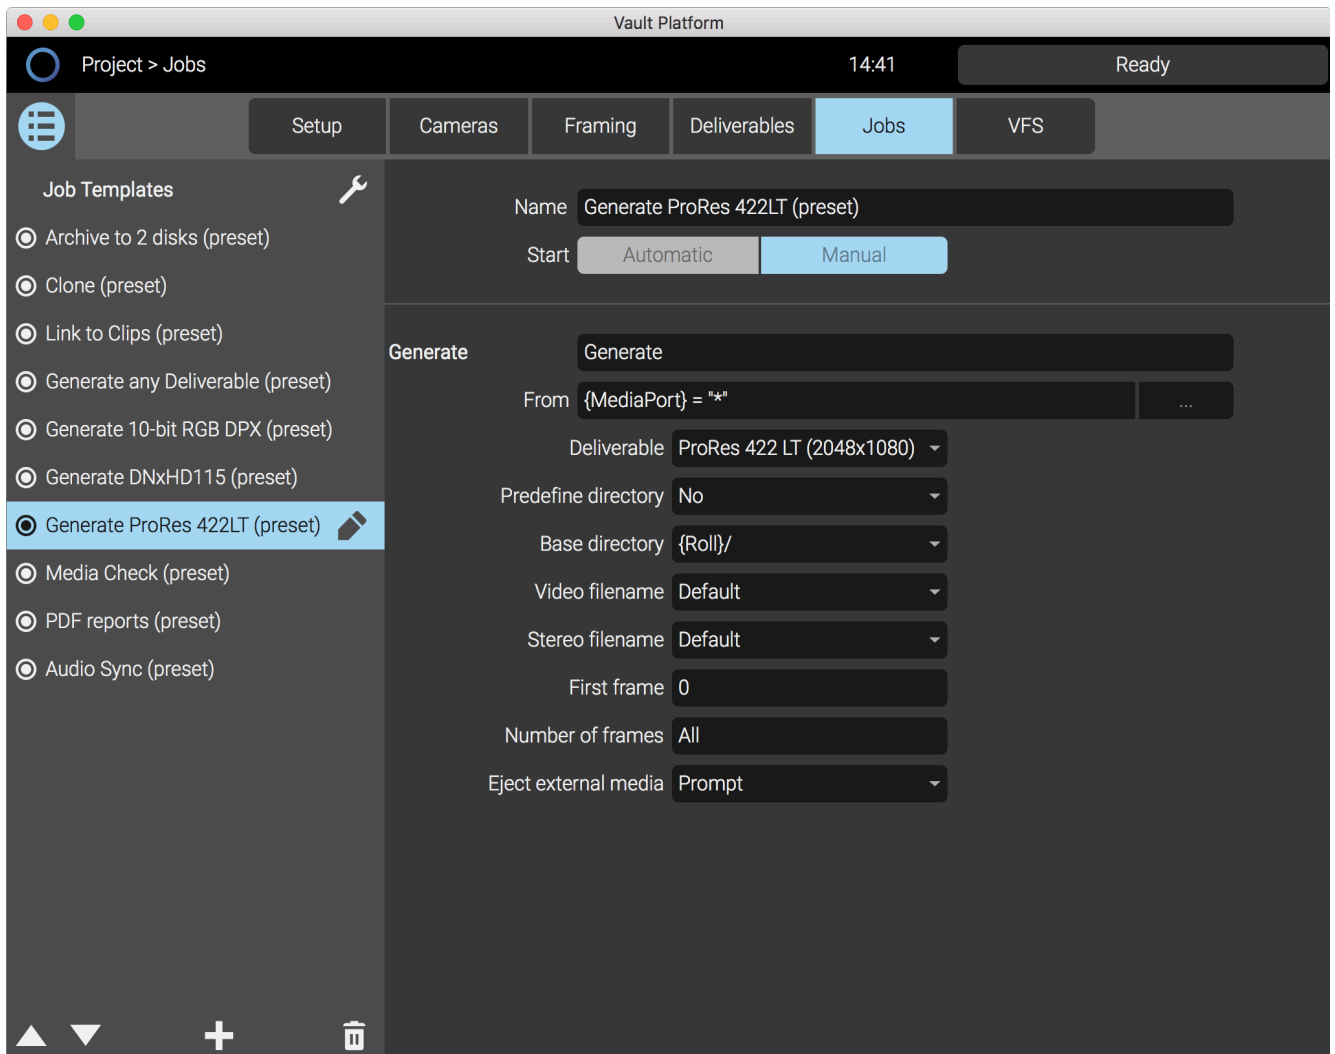 Vault Platform
Project > Jobs
14:41
Ready
Setup
Cameras
Framing
Deliverables
Jobs
VFS
Job Templates
Archive to 2 disks (preset)
Clone (preset)
Link to Clips (preset)
Generate any Deliverable (preset)
Generate 10-bit RGB DPX (preset)
Generate DNxHD115 (preset)
Generate ProRes 422LT (preset)
Media Check (preset)
PDF reports (preset)
Audio Sync (preset)
Name Generate ProRes 422LT (preset)
Start Automatic Manual
Generate Generate
From {MediaPort} = "*" ...
Deliverable ProRes 422 LT (2048x1080)
Predefine directory No
Base directory {Roll}/
Video filename Default
Stereo filename Default
First frame 0
Number of frames All
Eject external media Prompt